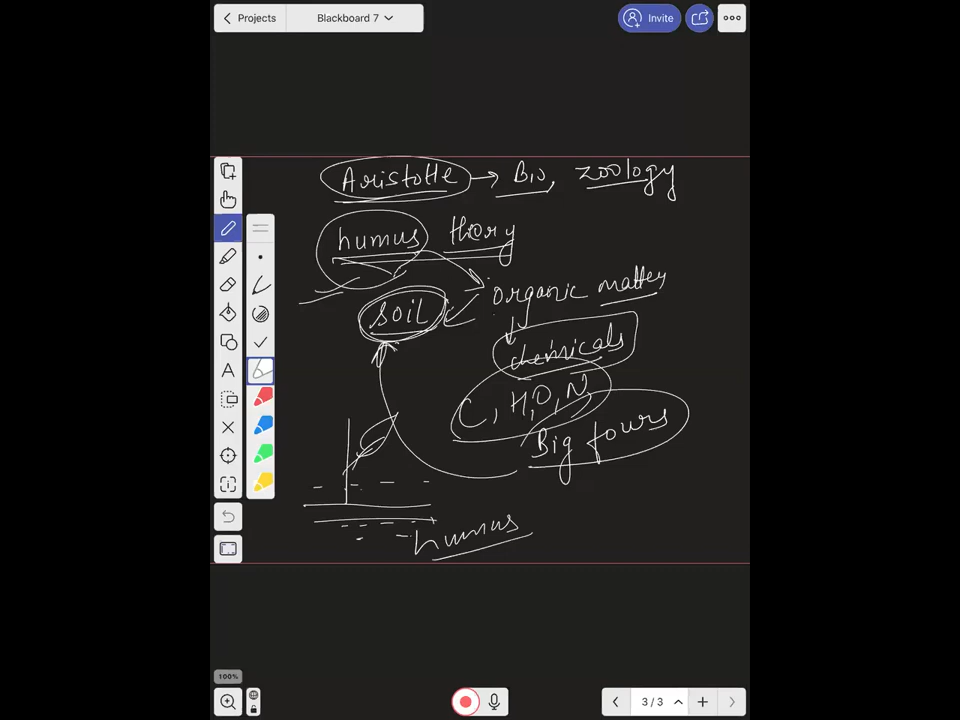 Projects
Blackboard 7
Invite
Aristotle → Bio, zoology
humus theory
organic matter
soil
chemicals
C, H, O, N
Big fours
humus
A
100%
3/3